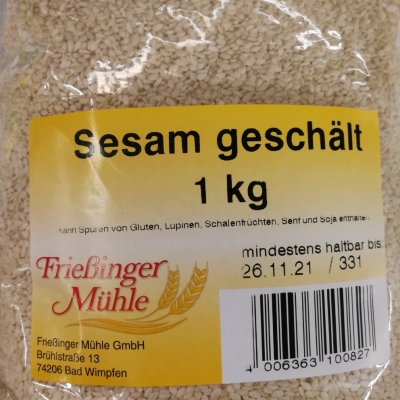 Sesam geschält
1 kg
Kann Spuren von Gluten, Lupinen, Schalenfrüchten, Senf und Soja enthalten
Frießinger
Mühle
mindestens haltbar bis:
26.11.21 / 331
Frießinger Mühle GmbH
Brühlstraße 13
74206 Bad Wimpfen
4 006363 100827